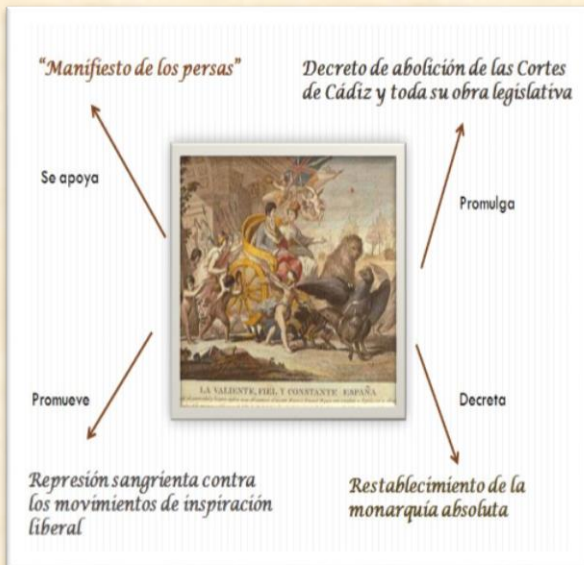 “Manifiesto de los persas”
Decreto de abolición de las Cortes
de Cádiz y toda su obra legislativa
Se apoya
Promulga
LA VALIENTE, FIEL, Y CONSTANTE ESPAÑA
Promueve
Decreta
Represión sangrienta contra
los movimientos de inspiración
liberal
Restablecimiento de la
monarquía absoluta